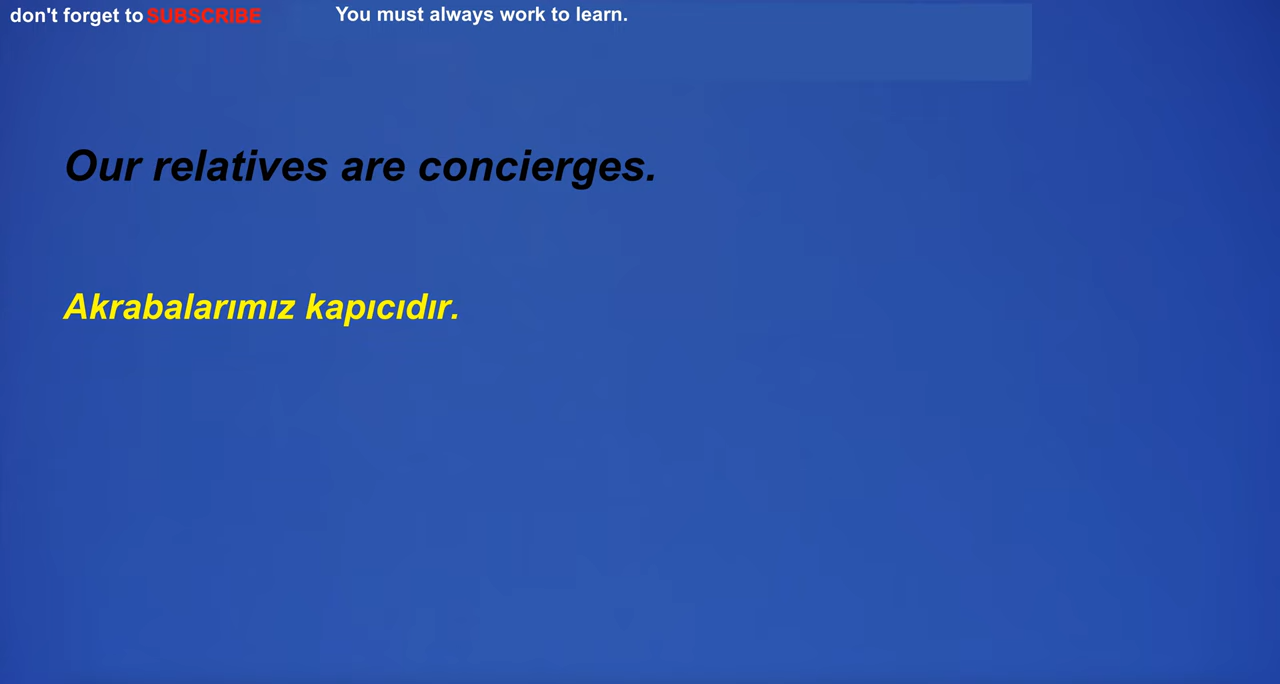 don't forget to SUBSCRIBE You must always work to learn.
Our relatives are concierges.
Akrabalarımız kapıcıdır.